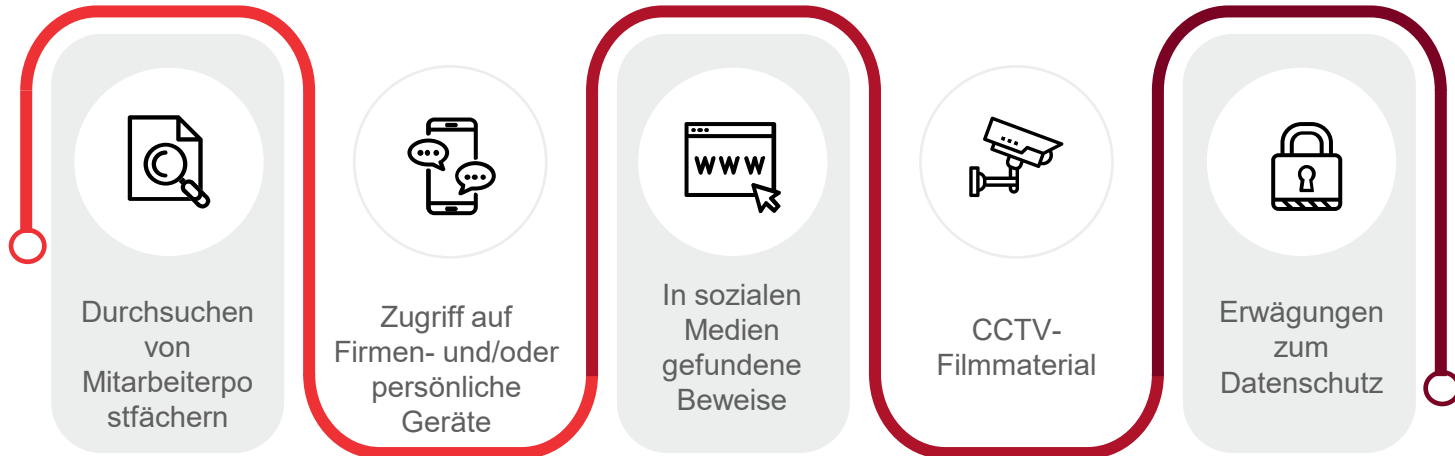 Durchsuchen
von
Mitarbeiterpo
stfächern
Zugriff auf
Firmen- und/oder
persönliche
Geräte
WWW
In sozialen
Medien
gefundene
Beweise
CCTV-
Filmmaterial
Erwägungen
zum
Datenschutz